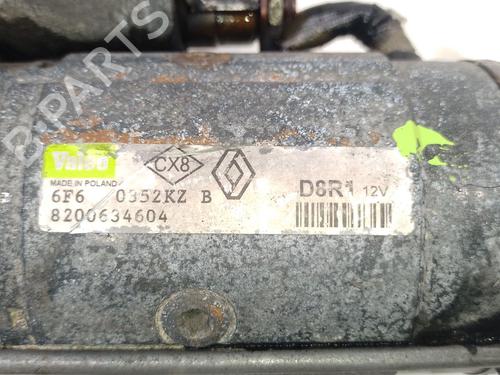 B-PARTS
Valeo
MADE IN POLAND
CX8
D8R1 12V
6F6 0352KZ B
8200634604